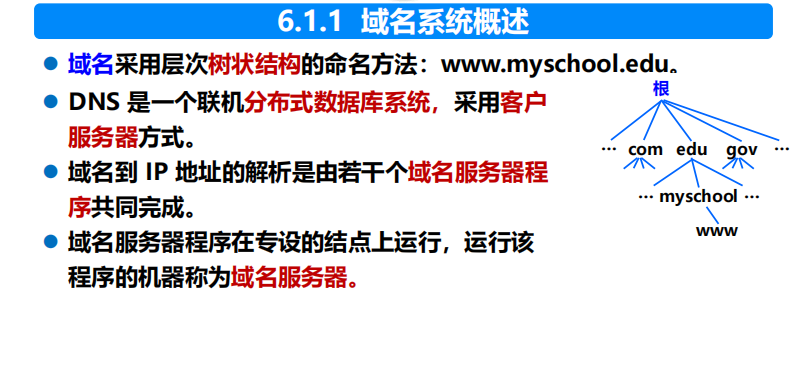 6.1.1 域名系统概述
域名采用层次树状结构的命名方法：www.myschool.edu。
DNS 是一个联机分布式数据库系统，采用客户
服务器方式。
域名到 IP 地址的解析是由若干个域名服务器程
序共同完成。
域名服务器程序在专设的结点上运行，运行该
程序的机器称为域名服务器。
根
… com edu gov …
… myschool …
www